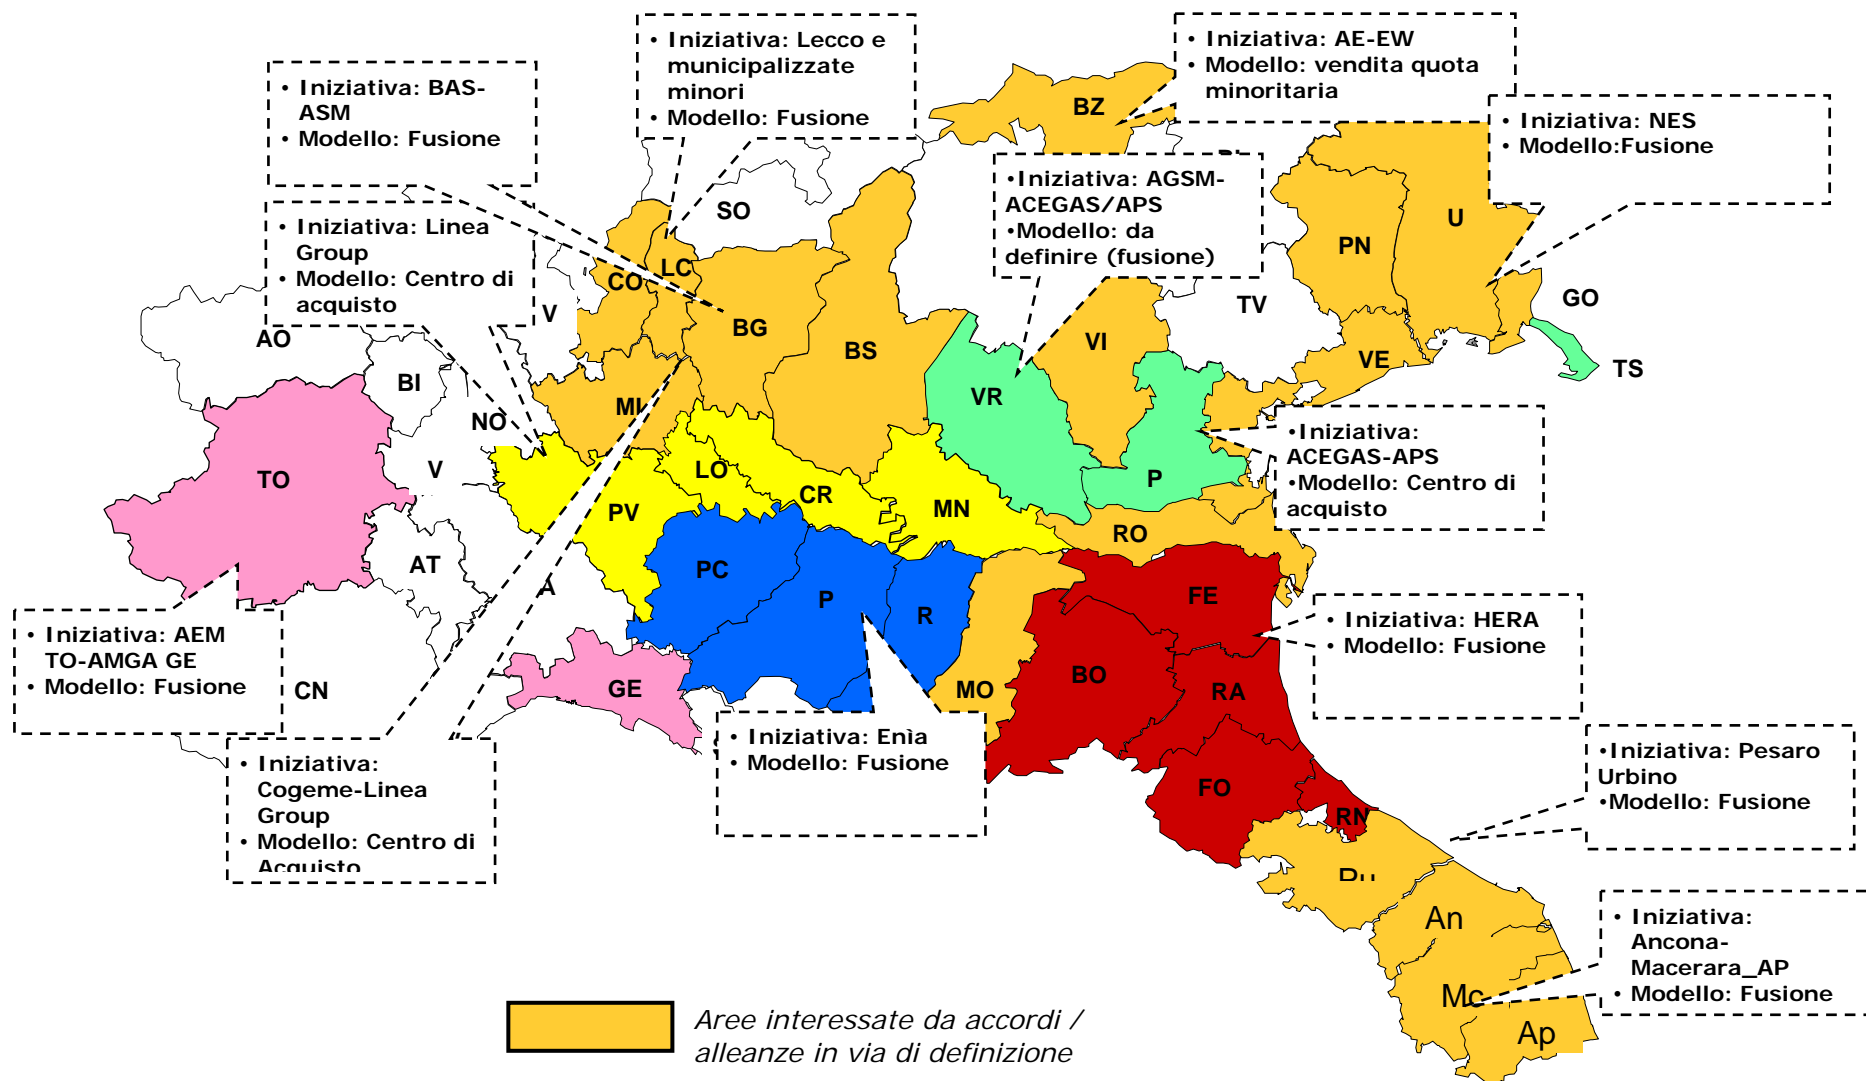 • Iniziativa: Lecco e
municipalizzate
minori
• Modello: Fusione
• Iniziativa: AE-EW
• Modello: vendita quota
minoritaria
• Iniziativa: BAS-
ASM
• Modello: Fusione
• Iniziativa: NES
• Modello:Fusione
•Iniziativa: AGSM-
ACEGAS/APS
•Modello: da
definire (fusione)
• Iniziativa: Linea
Group
• Modello: Centro di
acquisto
BZ
SO
U
PN
CO
LC
V
BG
BS
VI
TV
GO
AO
VE
TS
BI
VR
MI
NO
•Iniziativa:
ACEGAS-APS
•Modello: Centro di
acquisto
TO
V
LO
CR
P
PV
MN
RO
AT
A
PC
P
R
FE
• Iniziativa: AEM
TO-AMGA GE
• Modello: Fusione
• Iniziativa: HERA
• Modello: Fusione
CN
GE
MO
BO
RA
• Iniziativa: Enìa
• Modello: Fusione
• Iniziativa:
Cogeme-Linea
Group
• Modello: Centro di
Acquisto
•Iniziativa: Pesaro
Urbino
•Modello: Fusione
FO
RN
An
Mc
Ap
• Iniziativa:
Ancona-
Macerara_AP
• Modello: Fusione
Aree interessate da accordi /
alleanze in via di definizione